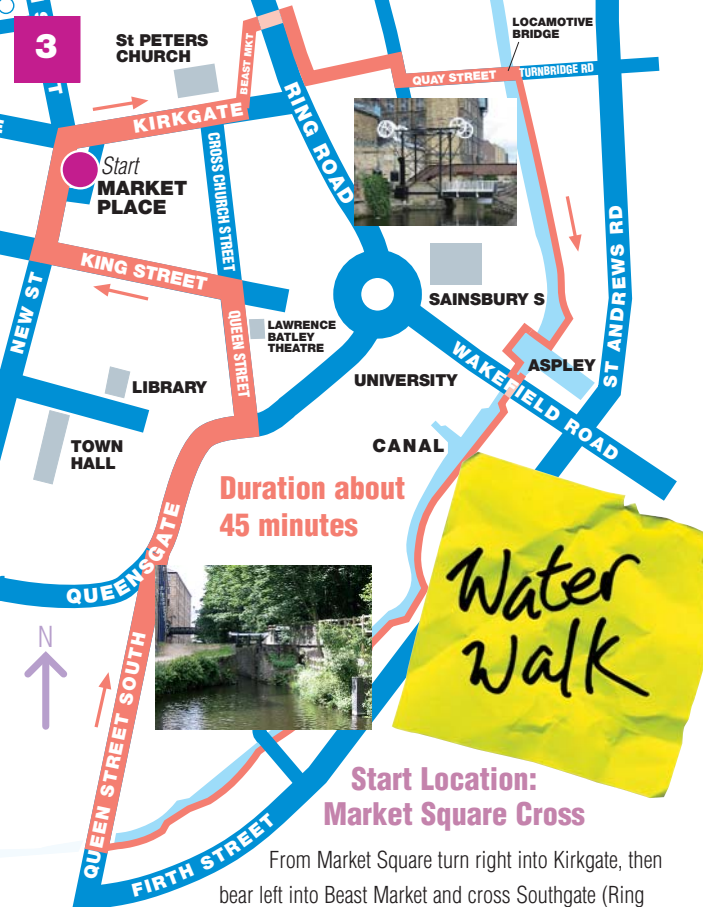 3
St PETERS
CHURCH
BEAST MKT
LOCAMOTIVE
BRIDGE
QUAY STREET
TURNBRIDGE RD
KIRKGATE
RING ROAD
Start
MARKET
PLACE
CROSS CHURCH STREET
KING STREET
NEW ST
SAINSBURY S
ST ANDREWS RD
QUEEN STREET
LAWRENCE
BATLEY
THEATRE
LIBRARY
UNIVERSITY
WAKEFIELD ROAD
ASPLEY
TOWN
HALL
CANAL
Duration about
45 minutes
QUEENSGATE
Water
Walk
N
QUEEN STREET SOUTH
FIRTH STREET
Start Location:
Market Square Cross
From Market Square turn right into Kirkgate, then
bear left into Beast Market and cross Southgate (Ring